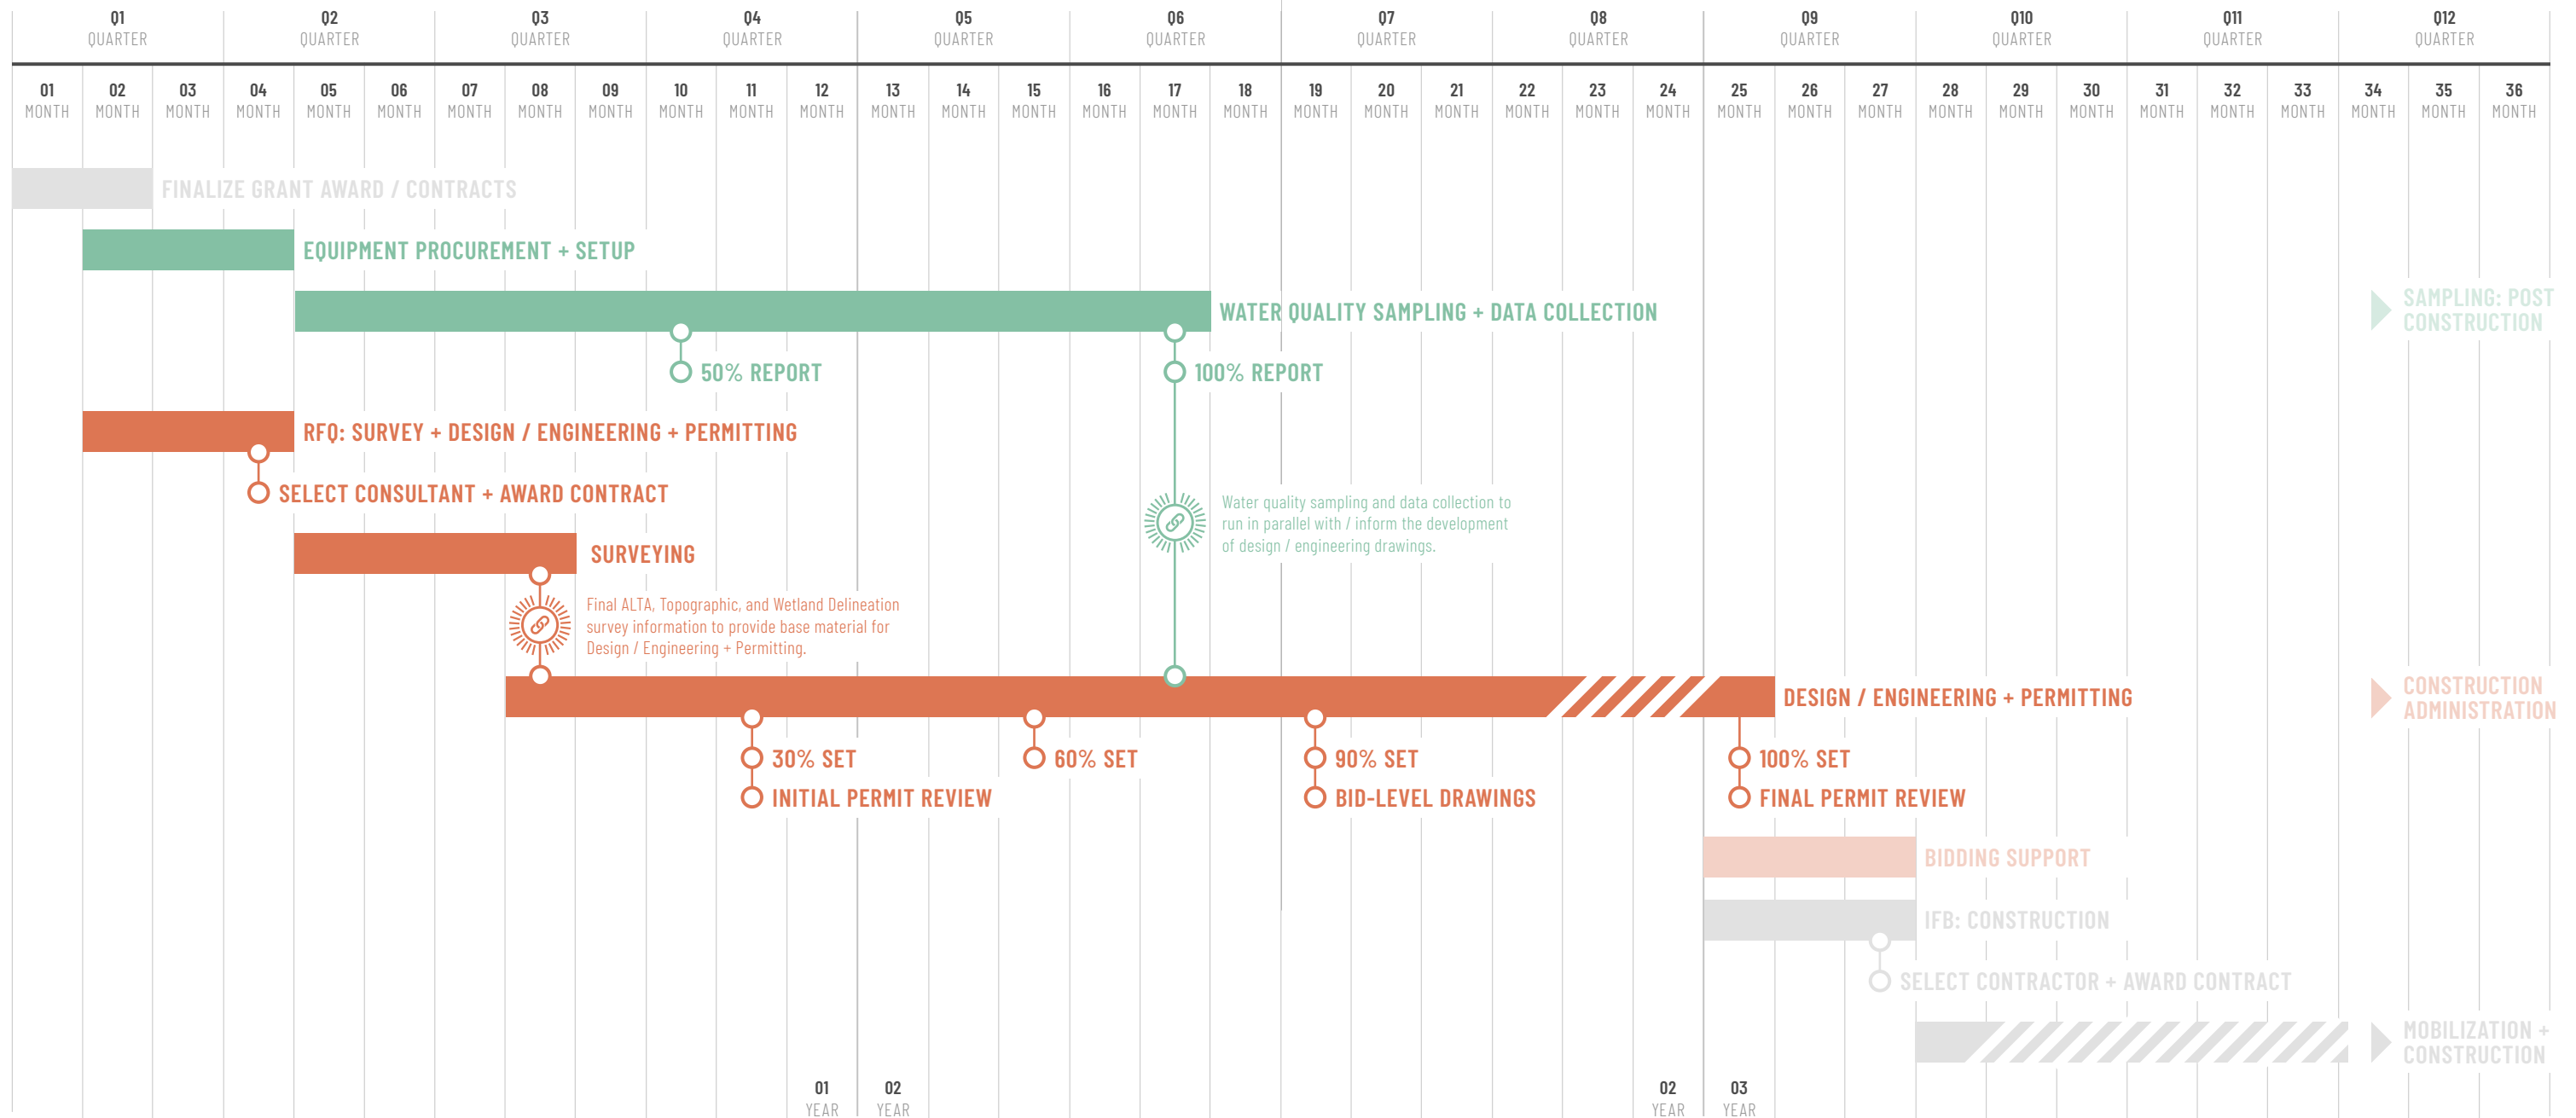 Q1 Q2 Q3 Q4 Q5 Q6 Q7 Q8 Q9 Q10 Q11 Q12
QUARTER QUARTER QUARTER QUARTER QUARTER QUARTER QUARTER QUARTER QUARTER QUARTER QUARTER QUARTER
01 02 03 04 05 06 07 08 09 10 11 12 13 14 15 16 17 18 19 20 21 22 23 24 25 26 27 28 29 30 31 32 33 34 35 36
MONTH MONTH MONTH MONTH MONTH MONTH MONTH MONTH MONTH MONTH MONTH MONTH MONTH MONTH MONTH MONTH MONTH MONTH MONTH MONTH MONTH MONTH MONTH MONTH MONTH MONTH MONTH MONTH MONTH MONTH MONTH MONTH MONTH MONTH MONTH MONTH
FINALIZE GRANT AWARD / CONTRACTS
EQUIPMENT PROCUREMENT + SETUP
WATER QUALITY SAMPLING + DATA COLLECTION
SAMPLING: POST
CONSTRUCTION
50% REPORT
100% REPORT
RFQ: SURVEY + DESIGN / ENGINEERING + PERMITTING
SELECT CONSULTANT + AWARD CONTRACT
Water quality sampling and data collection to
run in parallel with / inform the development
of design / engineering drawings.
SURVEYING
Final ALTA, Topographic, and Wetland Delineation
survey information to provide base material for
Design / Engineering + Permitting.
DESIGN / ENGINEERING + PERMITTING
CONSTRUCTION
ADMINISTRATION
30% SET
60% SET
90% SET
100% SET
INITIAL PERMIT REVIEW
BID-LEVEL DRAWINGS
FINAL PERMIT REVIEW
BIDDING SUPPORT
IFB: CONSTRUCTION
SELECT CONTRACTOR + AWARD CONTRACT
MOBILIZATION +
CONSTRUCTION
01 02 02 03
YEAR YEAR YEAR YEAR